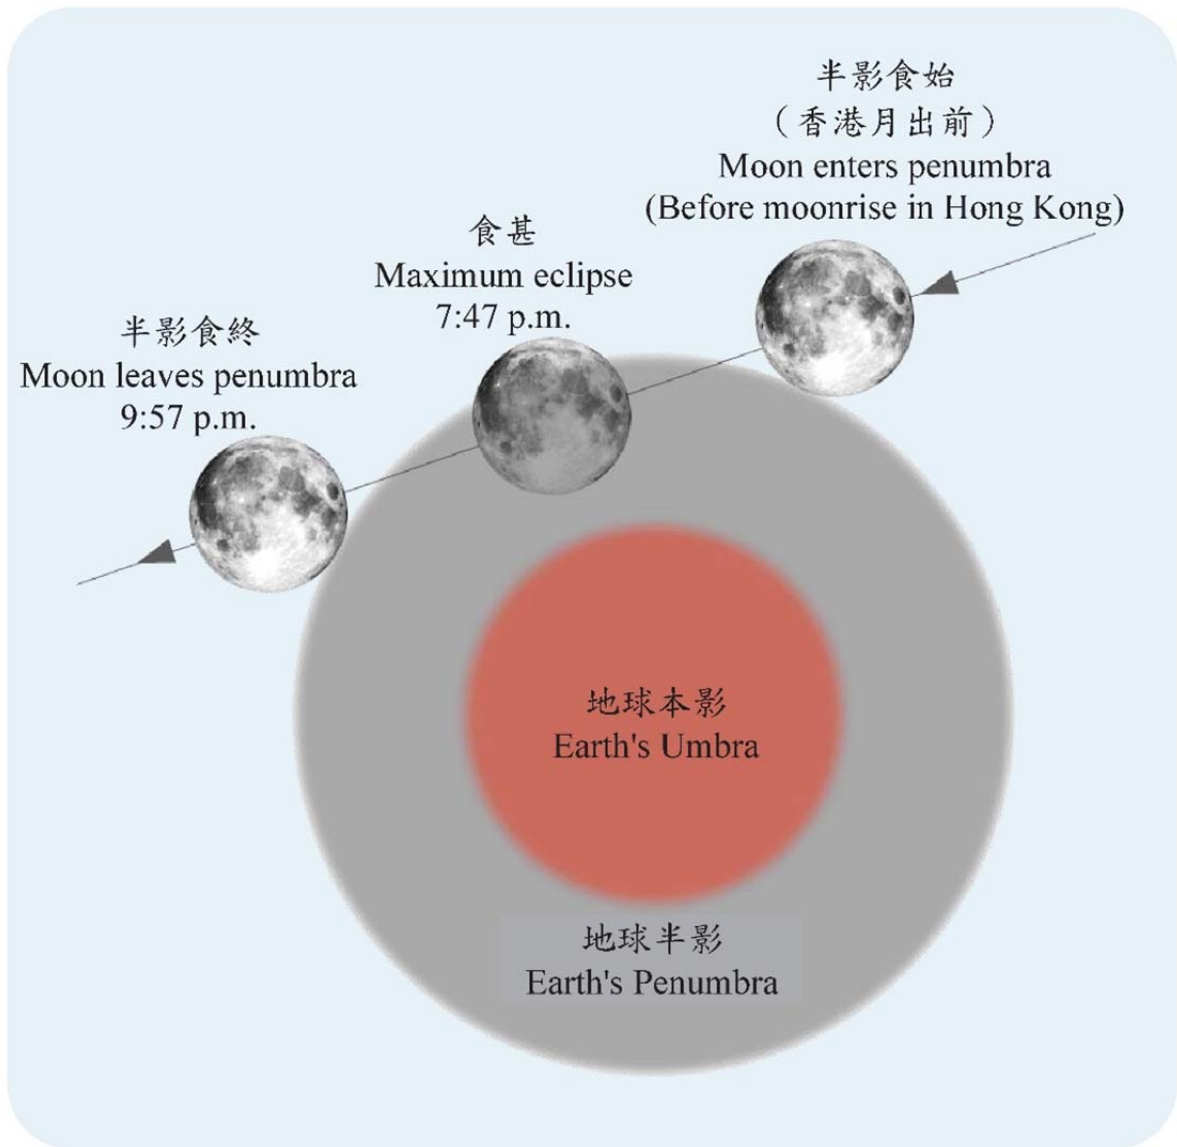 半影食始
（香港月出前）
Moon enters penumbra
(Before moonrise in Hong Kong)
食甚
Maximum eclipse
7:47 p.m.
半影食終
Moon leaves penumbra
9:57 p.m.
地球本影
Earth's Umbra
地球半影
Earth's Penumbra